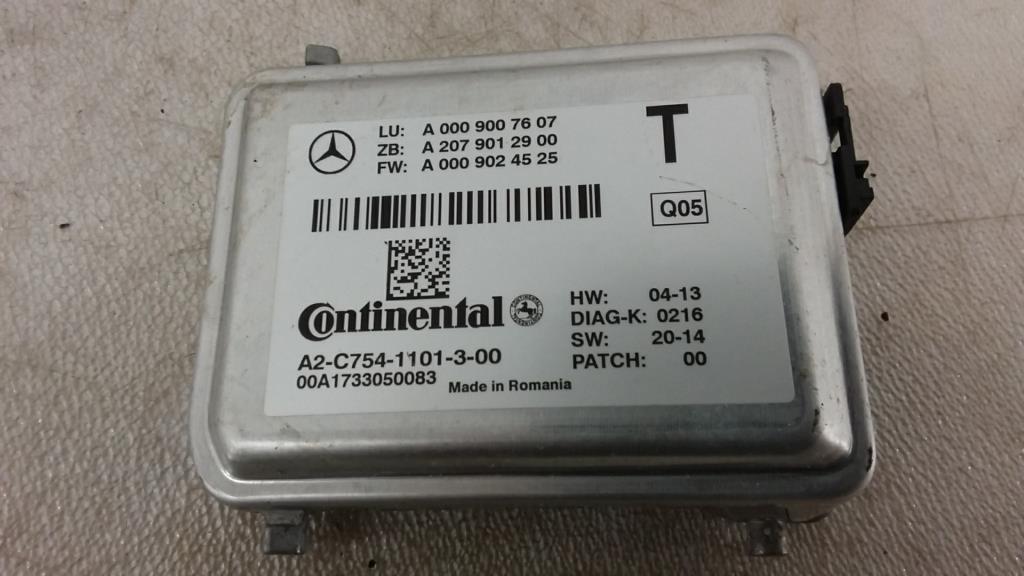 LU: A 000 900 76 07
ZB: A 207 901 29 00
FW: A 000 902 45 25
T
Q05
Continental
HW: 04-13
DIAG-K: 0216
SW: 20-14
PATCH: 00
A2-C754-1101-3-00
00A1733050083
Made in Romania